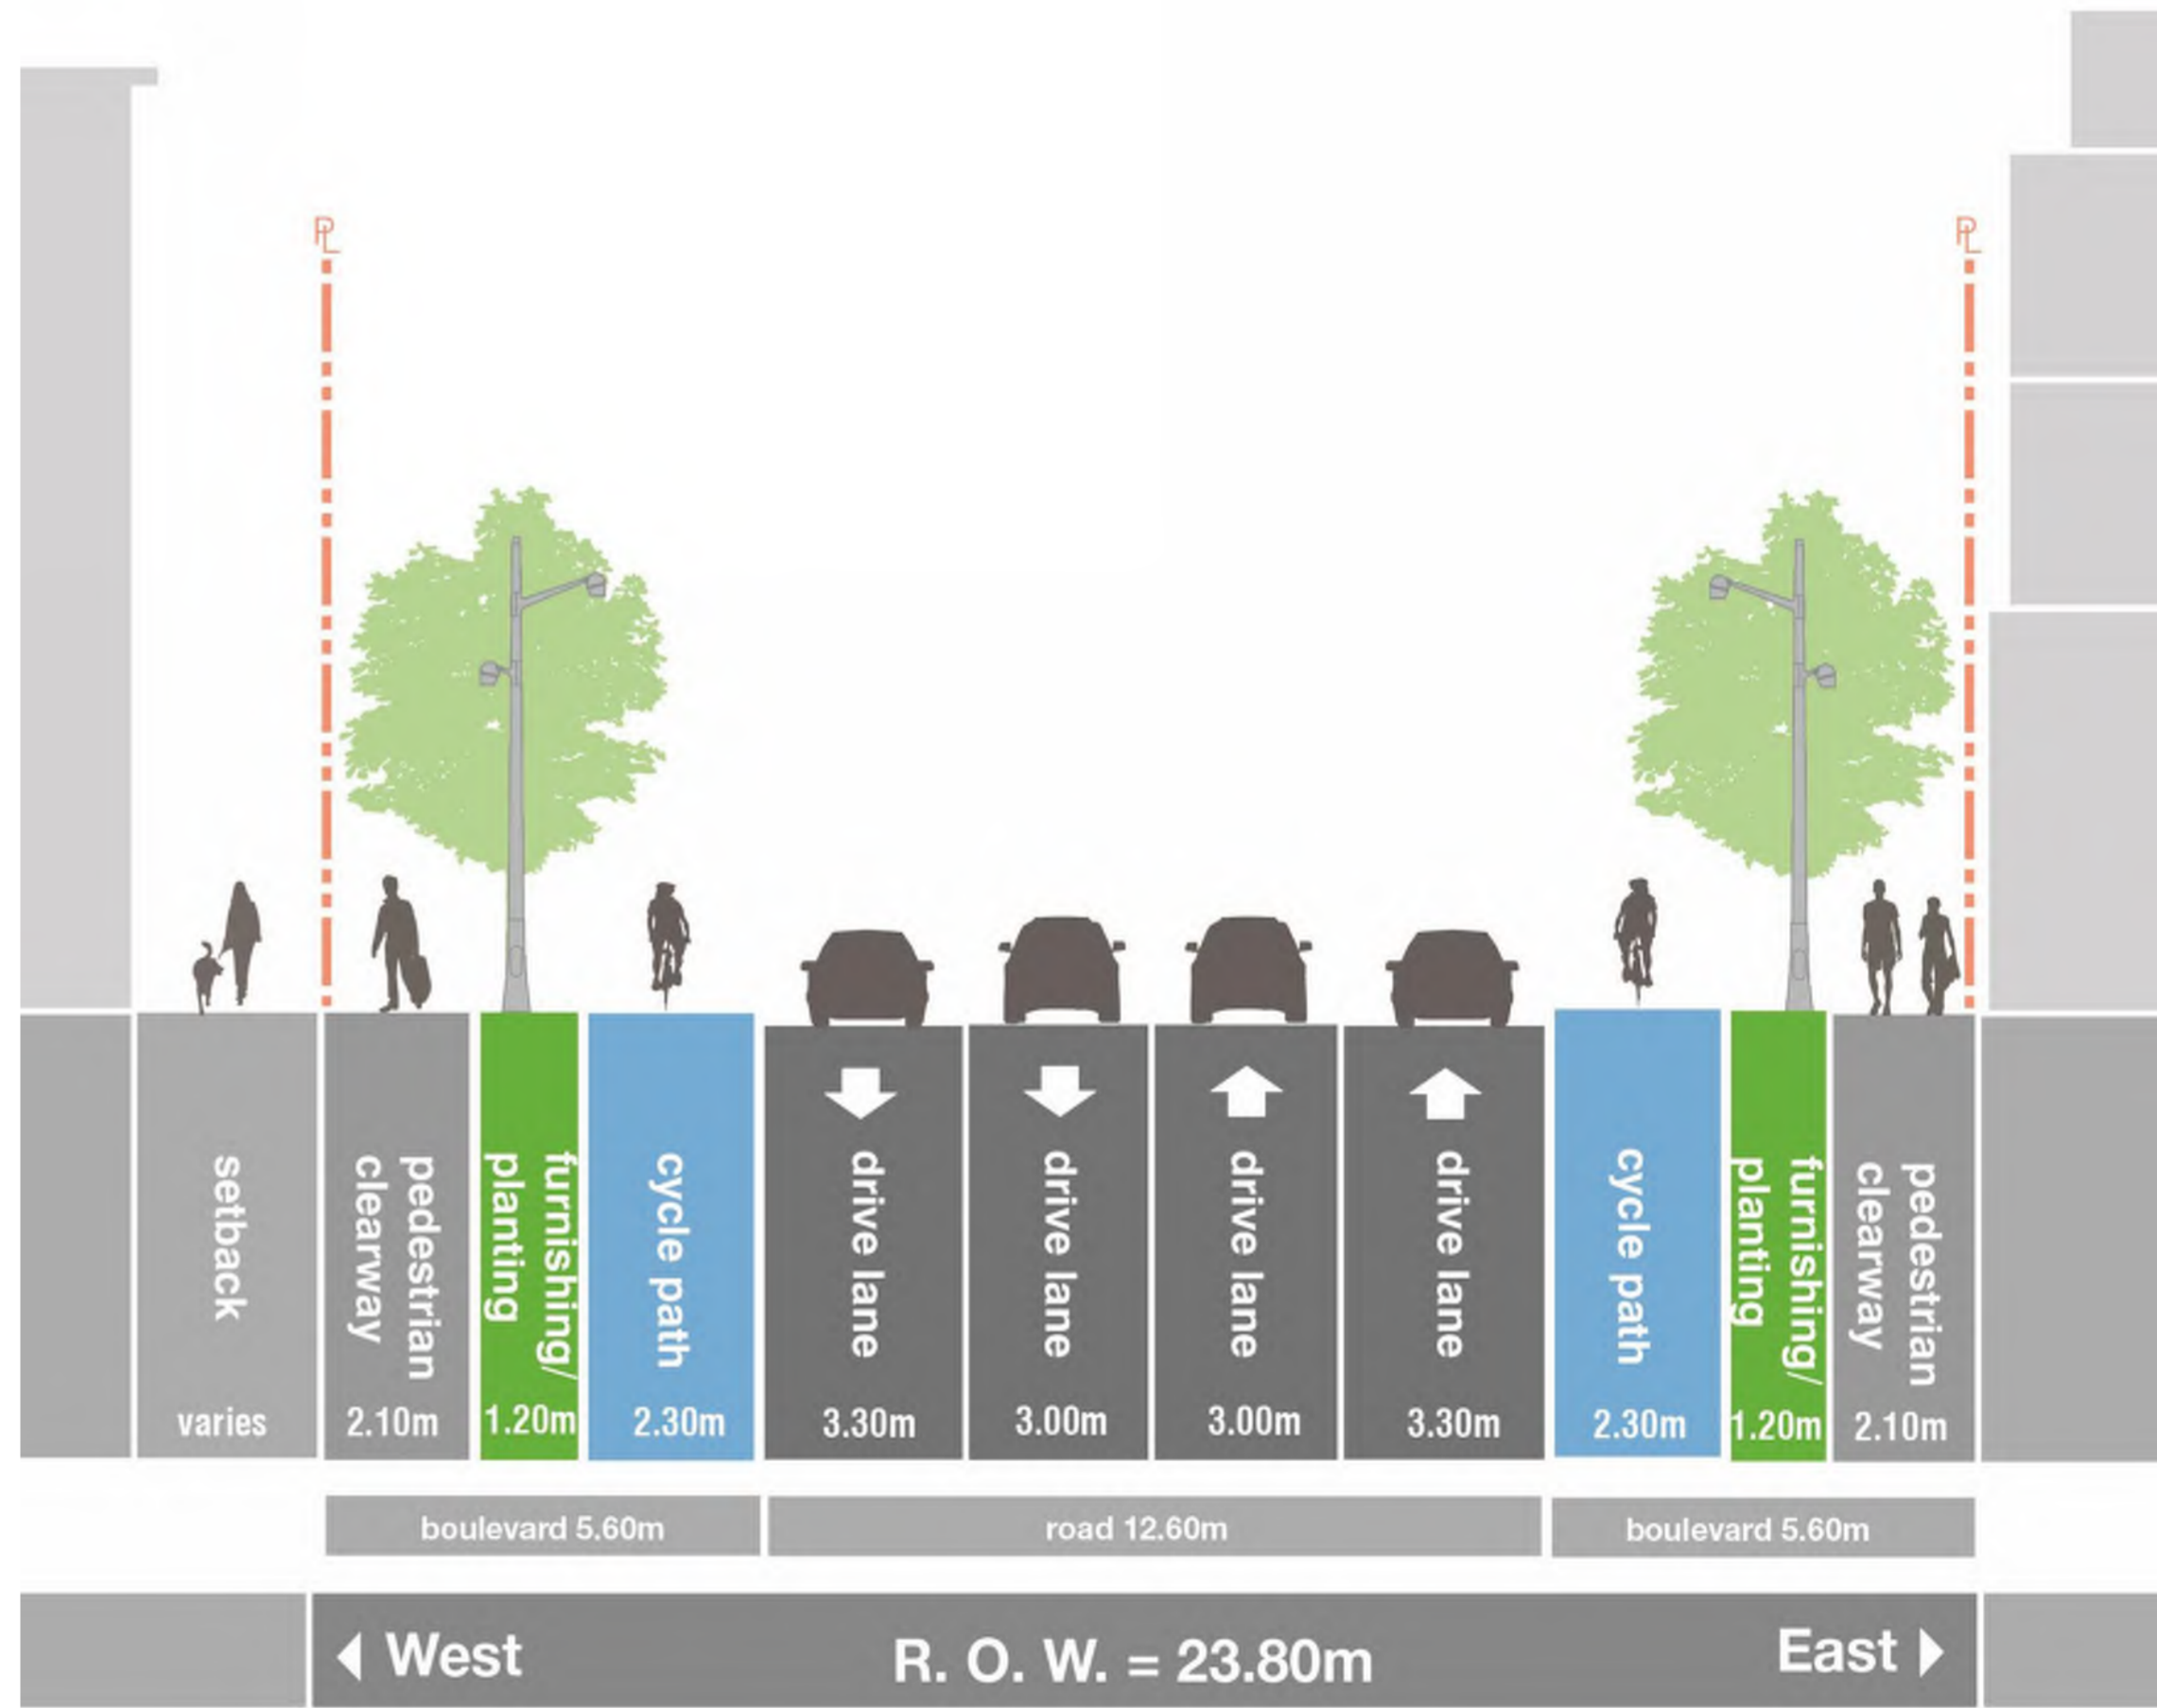 PL
PL
setback
varies
pedestrian
clearway
2.10m
furnishing/
planting
1.20m
cycle path
2.30m
drive lane
3.30m
drive lane
3.00m
drive lane
3.00m
drive lane
3.30m
cycle path
2.30m
furnishing/
planting
1.20m
pedestrian
clearway
2.10m
boulevard 5.60m
road 12.60m
boulevard 5.60m
West
R. O. W. = 23.80m
East